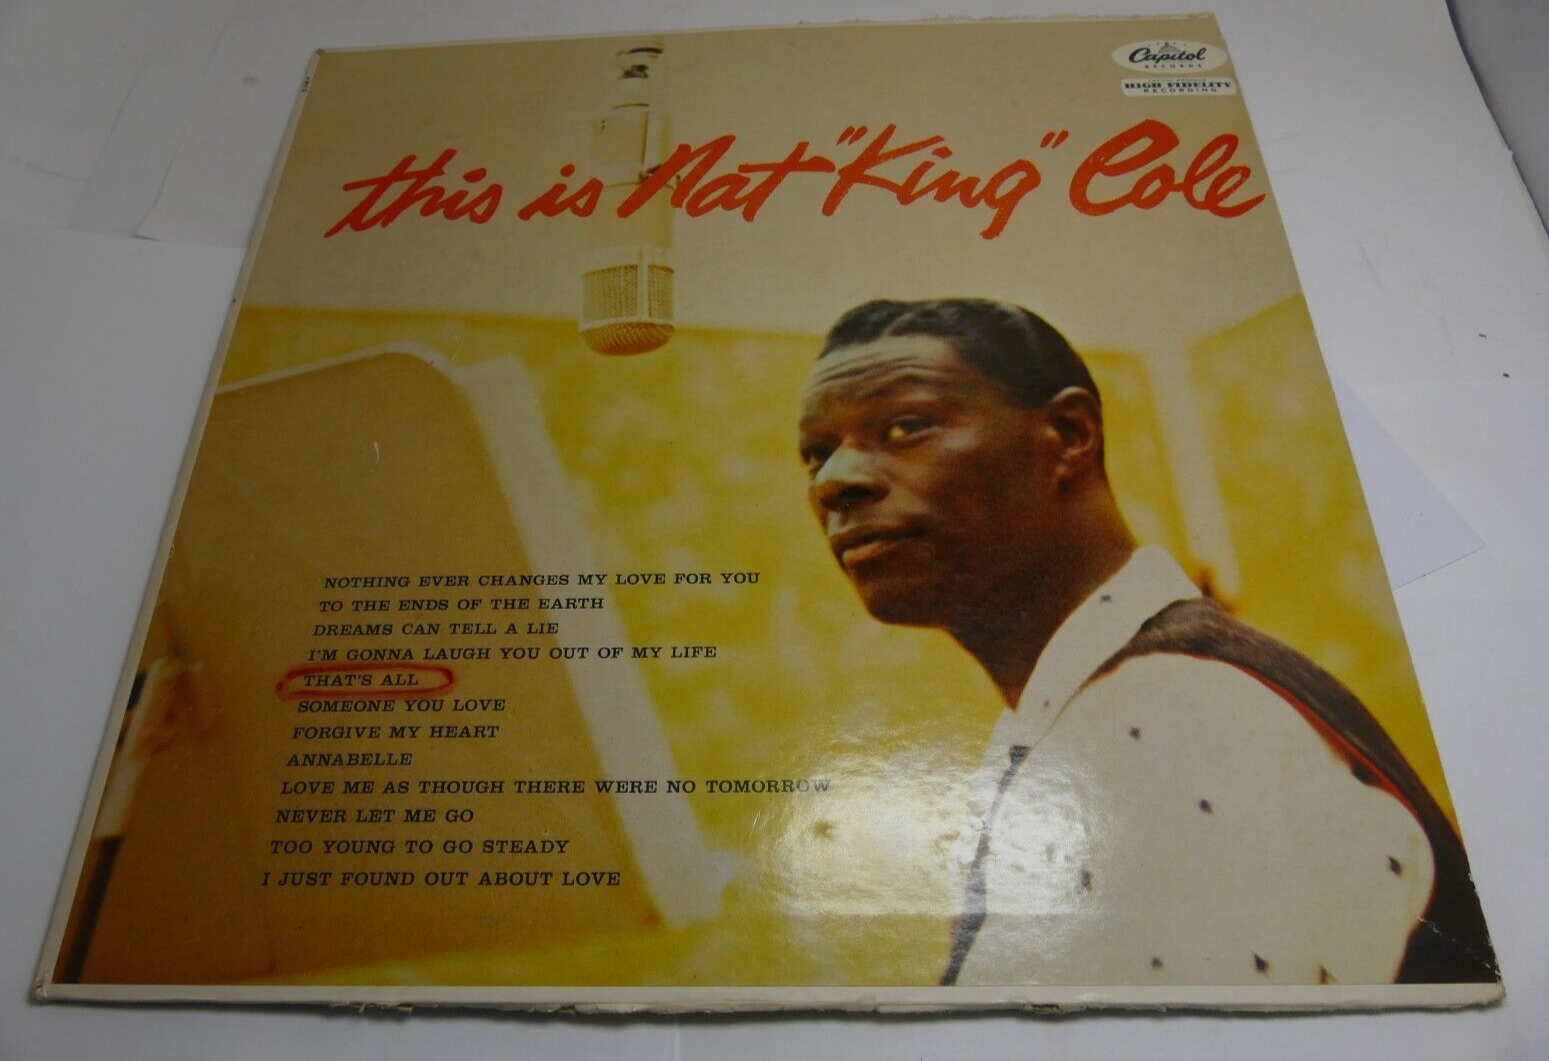 Capitol
RECORDS
HIGH FIDELITY
RECORDING
this is Nat "King" Cole
NOTHING EVER CHANGES MY LOVE FOR YOU
TO THE ENDS OF THE EARTH
DREAMS CAN TELL A LIE
I'M GONNA LAUGH YOU OUT OF MY LIFE
THAT'S ALL
SOMEONE YOU LOVE
FORGIVE MY HEART
ANNABELLE
LOVE ME AS THOUGH THERE WERE NO TOMORROW
NEVER LET ME GO
TOO YOUNG TO GO STEADY
I JUST FOUND OUT ABOUT LOVE